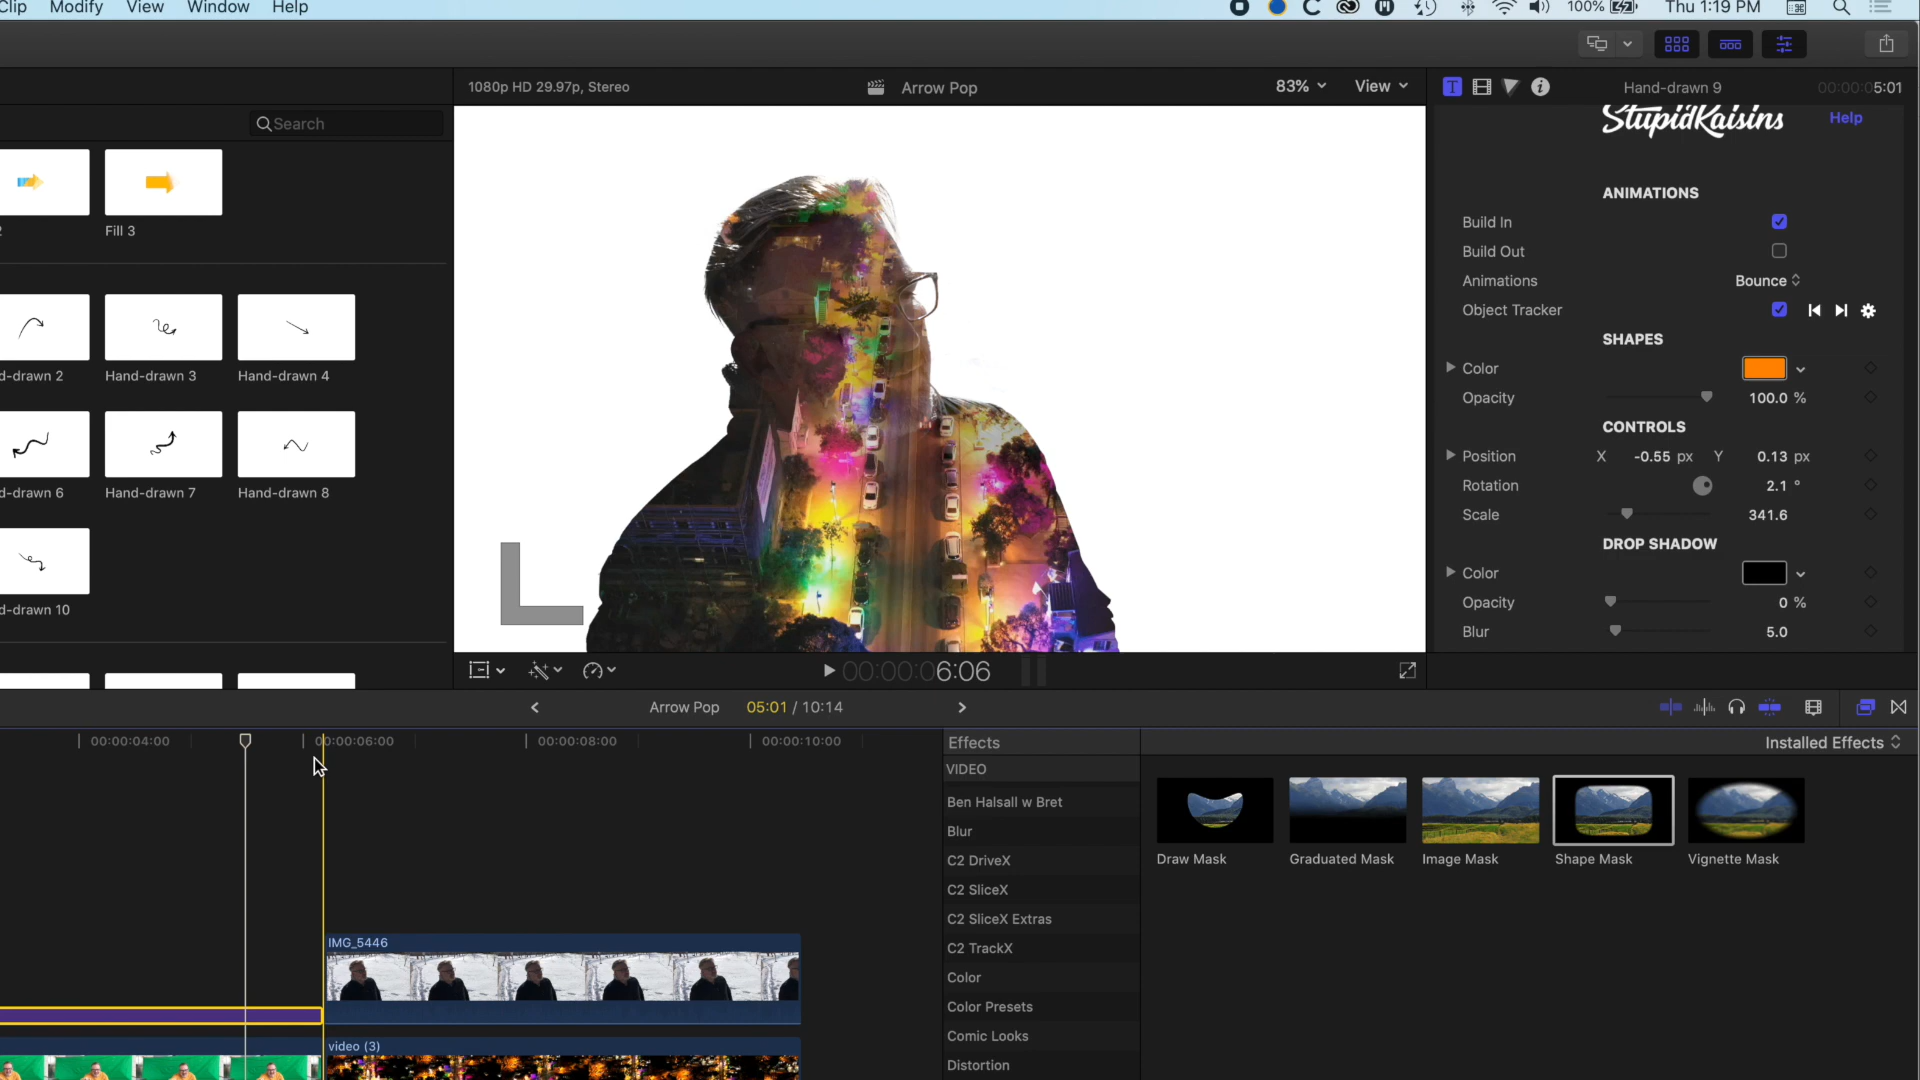 Clip Modify View Window Help
100% Thu 1:19 PM
1080p HD 29.97p, Stereo
Arrow Pop
83% View
Hand-drawn 9
00:00:05:01
Search
StupidRaisins
Help
ANIMATIONS
Build In
Build Out
Animations Bounce
Object Tracker
SHAPES
Color
Opacity 100.0 %
CONTROLS
Position X -0.55 px Y 0.13 px
Rotation 2.1 °
Scale 341.6
DROP SHADOW
Color
Opacity 0 %
Blur 5.0
2
Fill 3
d-drawn 2
Hand-drawn 3
Hand-drawn 4
d-drawn 6
Hand-drawn 7
Hand-drawn 8
d-drawn 10
00:00:06:06
Arrow Pop 05:01 / 10:14
00:00:04:00
00:00:06:00
00:00:08:00
00:00:10:00
IMG_5446
video (3)
Effects
Installed Effects
VIDEO
Ben Halsall w Bret
Blur
C2 DriveX
C2 SliceX
C2 SliceX Extras
C2 TrackX
Color
Color Presets
Comic Looks
Distortion
Draw Mask
Graduated Mask
Image Mask
Shape Mask
Vignette Mask